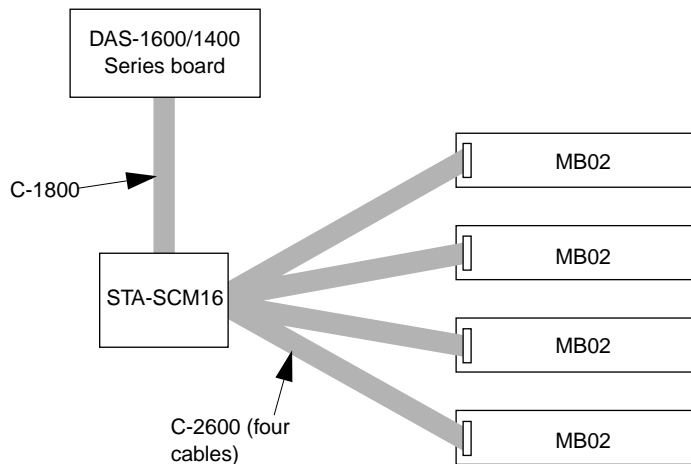 DAS-1600/1400
Series board
MB02
C-1800
MB02
STA-SCM16
MB02
C-2600 (four
cables)
MB02